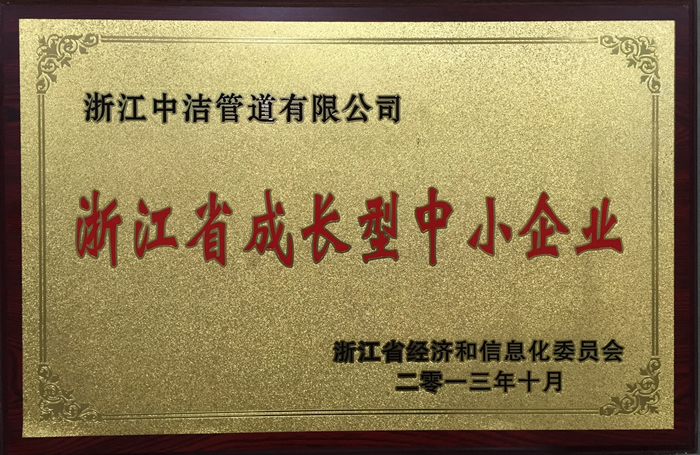 浙江中洁管道有限公司
浙江省成长型中小企业
浙江省经济和信息化委员会
二零一三年十月